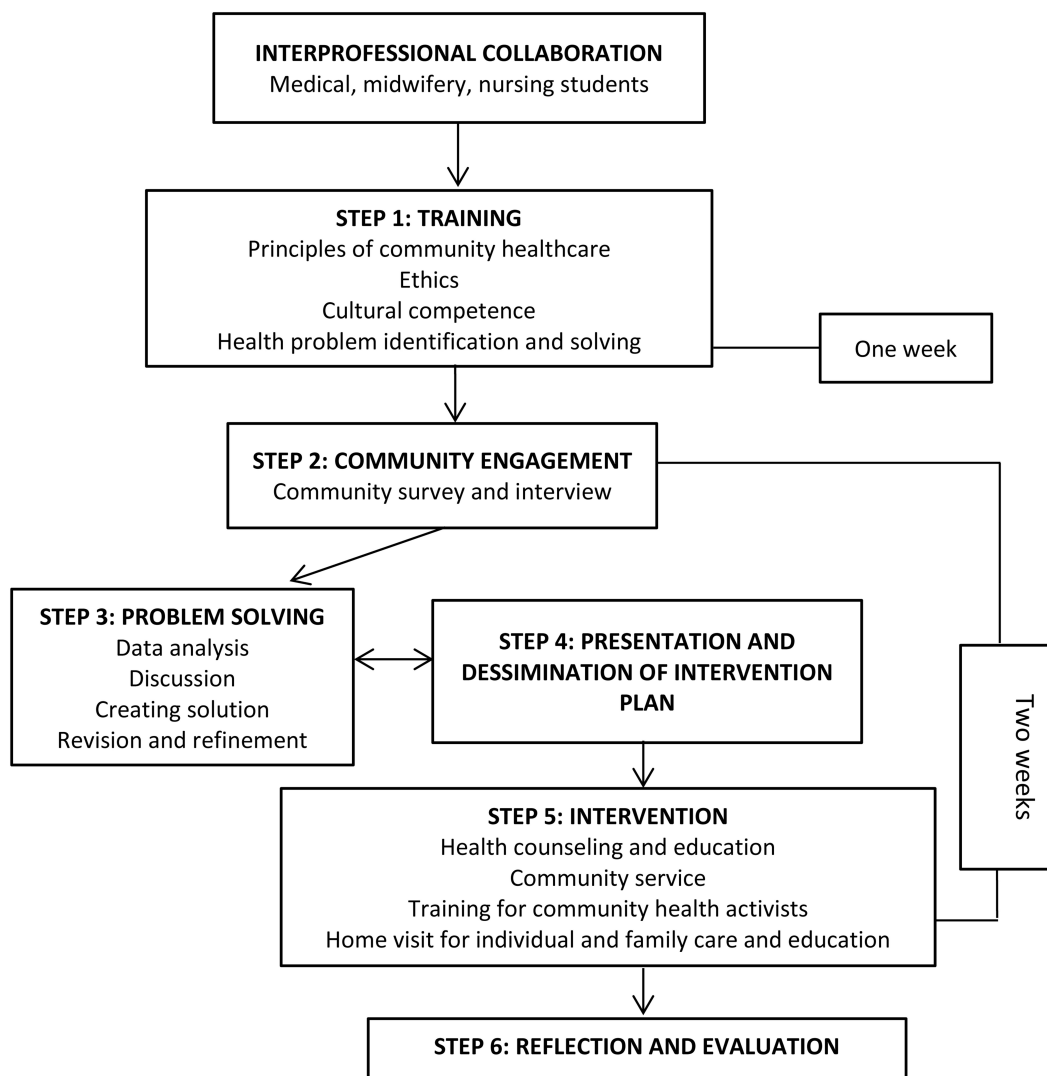 INTERPROFESSIONAL COLLABORATION
Medical, midwifery, nursing students
STEP 1: TRAINING
Principles of community healthcare
Ethics
Cultural competence
Health problem identification and solving
One week
STEP 2: COMMUNITY ENGAGEMENT
Community survey and interview
STEP 3: PROBLEM SOLVING
Data analysis
Discussion
Creating solution
Revision and refinement
STEP 4: PRESENTATION AND
DESSIMINATION OF INTERVENTION
PLAN
Two weeks
STEP 5: INTERVENTION
Health counseling and education
Community service
Training for community health activists
Home visit for individual and family care and education
STEP 6: REFLECTION AND EVALUATION